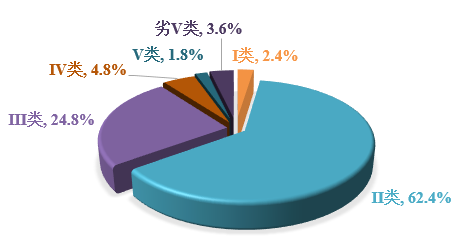 劣V类, 3.6%
I类, 2.4%
V类, 1.8%
IV类, 4.8%
III类, 24.8%
II类, 62.4%